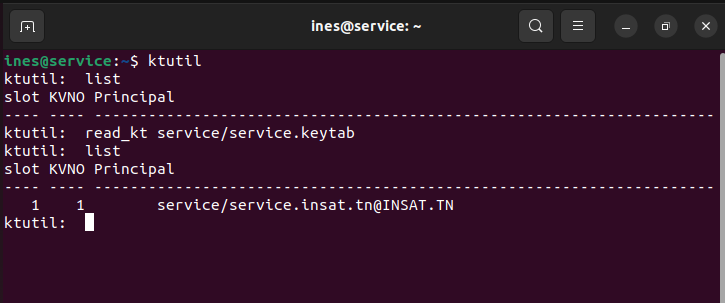 ines@service: ~
ines@service:~$ ktutil
ktutil:  list
slot KVNO Principal
---- ---- ---------------------------------------------------------------------
ktutil:  read_kt service/service.keytab
ktutil:  list
slot KVNO Principal
---- ---- ---------------------------------------------------------------------
   1    1        service/service.insat.tn@INSAT.TN
ktutil: